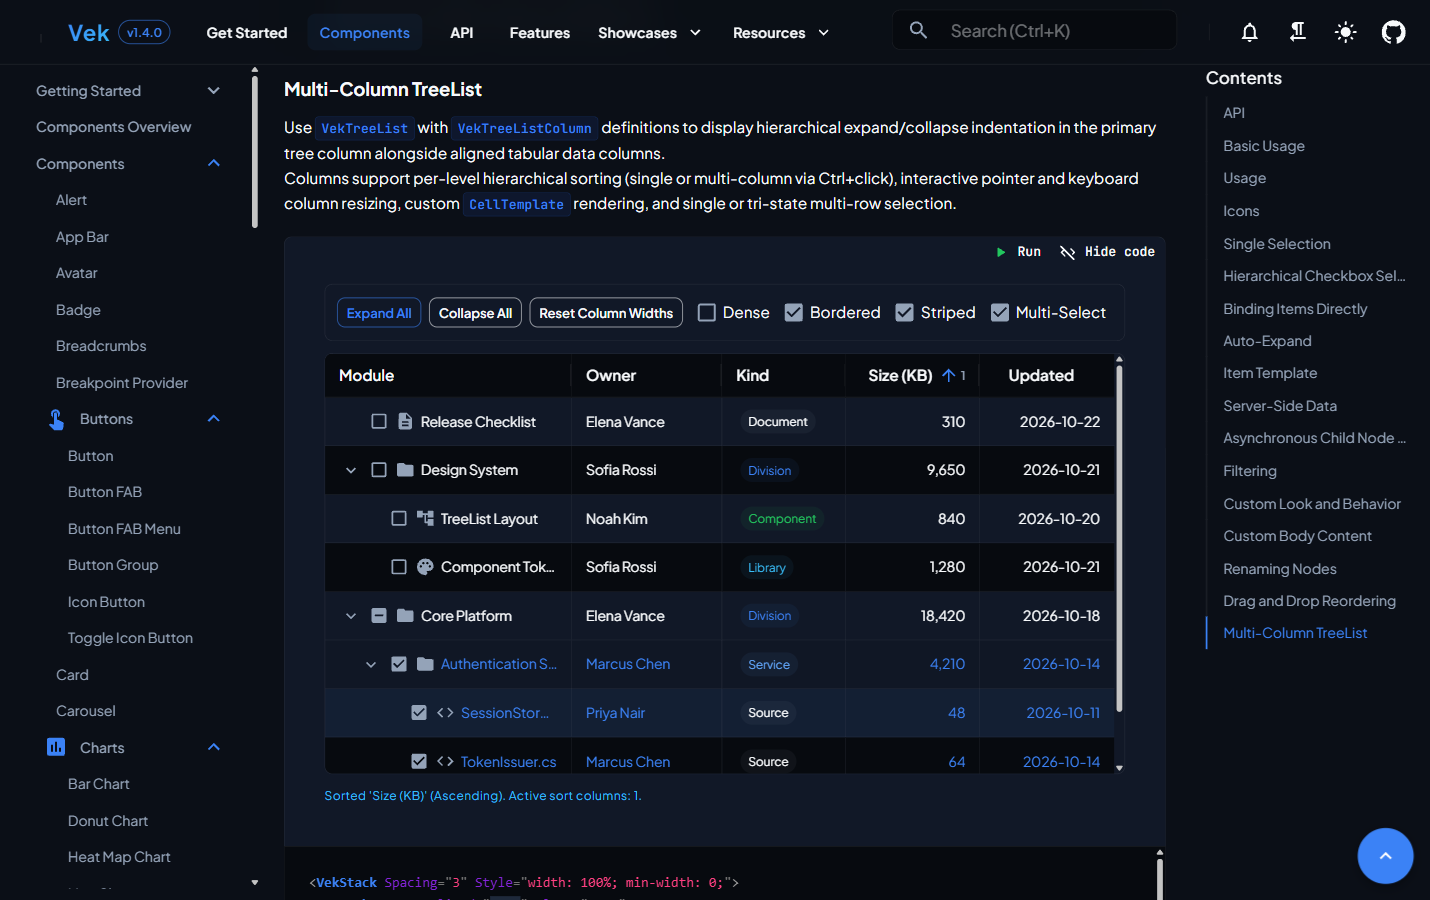 Vek v1.4.0 Get Started Components API Features Showcases Resources Search (Ctrl+K)
Getting Started
Components Overview
Components
Alert
App Bar
Avatar
Badge
Breadcrumbs
Breakpoint Provider
Buttons
Button
Button FAB
Button FAB Menu
Button Group
Icon Button
Toggle Icon Button
Card
Carousel
Charts
Bar Chart
Donut Chart
Heat Map Chart
Multi-Column TreeList
Use VekTreeList with VekTreeListColumn definitions to display hierarchical expand/collapse indentation in the primary
tree column alongside aligned tabular data columns.
Columns support per-level hierarchical sorting (single or multi-column via Ctrl+click), interactive pointer and keyboard
column resizing, custom CellTemplate rendering, and single or tri-state multi-row selection.
Run Hide code
Expand All Collapse All Reset Column Widths Dense Bordered Striped Multi-Select
Module Owner Kind Size (KB) 1 Updated
Release Checklist Elena Vance Document 310 2026-10-22
Design System Sofia Rossi Division 9,650 2026-10-21
TreeList Layout Noah Kim Component 840 2026-10-20
Component Tok... Sofia Rossi Library 1,280 2026-10-21
Core Platform Elena Vance Division 18,420 2026-10-18
Authentication S... Marcus Chen Service 4,210 2026-10-14
SessionStor... Priya Nair Source 48 2026-10-11
TokenIssuer.cs Marcus Chen Source 64 2026-10-14
Sorted 'Size (KB)' (Ascending). Active sort columns: 1.
<VekStack Spacing="3" Style="width: 100%; min-width: 0;">
Contents
API
Basic Usage
Usage
Icons
Single Selection
Hierarchical Checkbox Sel...
Binding Items Directly
Auto-Expand
Item Template
Server-Side Data
Asynchronous Child Node ...
Filtering
Custom Look and Behavior
Custom Body Content
Renaming Nodes
Drag and Drop Reordering
Multi-Column TreeList